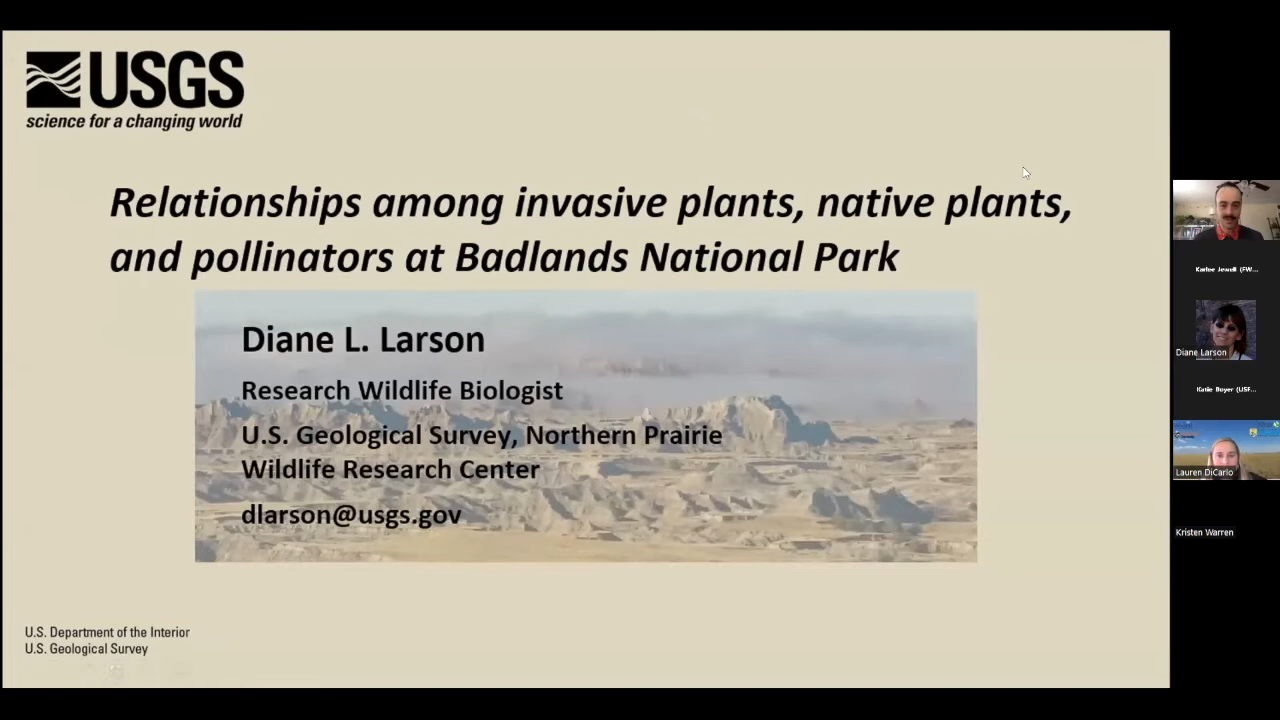 USGS
science for a changing world
Relationships among invasive plants, native plants,
and pollinators at Badlands National Park
Diane L. Larson
Research Wildlife Biologist
U.S. Geological Survey, Northern Prairie
Wildlife Research Center
dlarson@usgs.gov
U.S. Department of the Interior
U.S. Geological Survey
Karlee Jewell (FW...
Diane Larson
Katie Boyer (USF...
Lauren DiCarlo
Kristen Warren